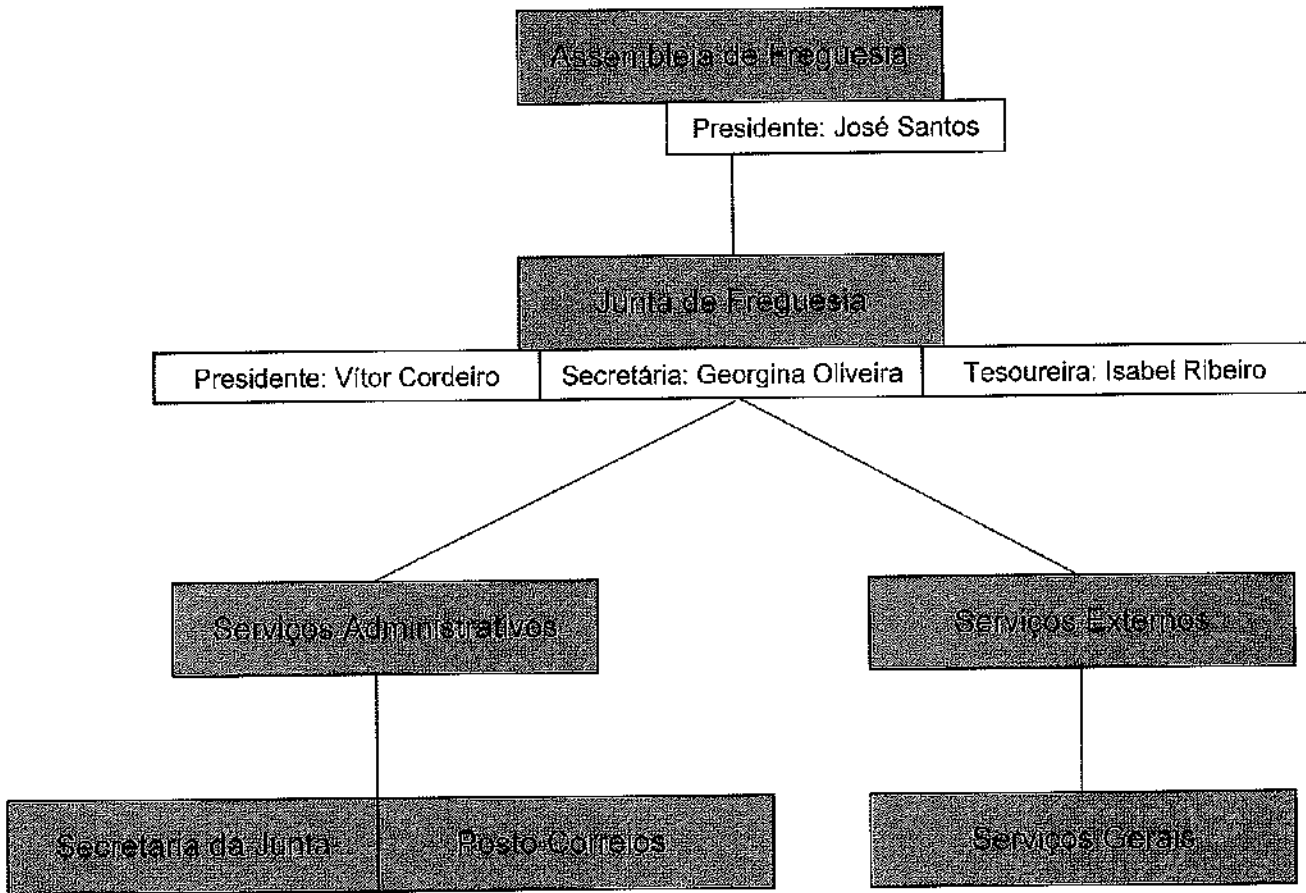 Assembleia de Freguesia
Presidente: José Santos
Junta de Freguesia
Presidente: Vítor Cordeiro
Secretária: Georgina Oliveira
Tesoureira: Isabel Ribeiro
Serviços Administrativos
Serviços Externos
Secretaria da Junta
Posto Correios
Serviços Gerais